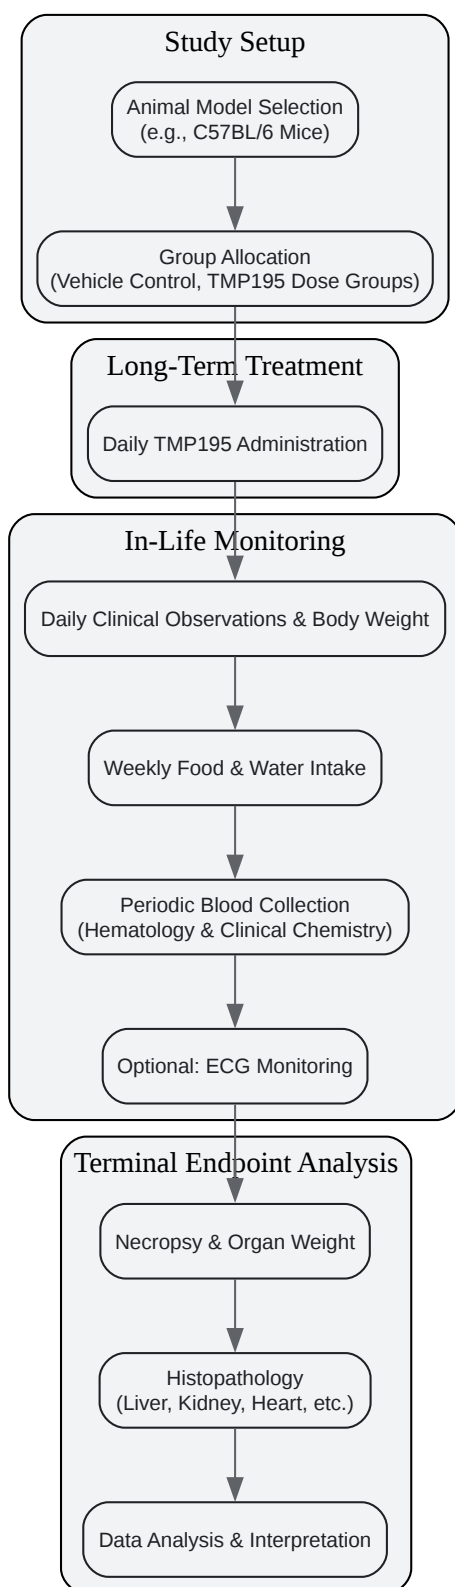 Study Setup
Animal Model Selection
(e.g., C57BL/6 Mice)
Group Allocation
(Vehicle Control, TMP195 Dose Groups)
Long-Term Treatment
Daily TMP195 Administration
In-Life Monitoring
Daily Clinical Observations & Body Weight
Weekly Food & Water Intake
Periodic Blood Collection
(Hematology & Clinical Chemistry)
Optional: ECG Monitoring
Terminal Endpoint Analysis
Necropsy & Organ Weight
Histopathology
(Liver, Kidney, Heart, etc.)
Data Analysis & Interpretation